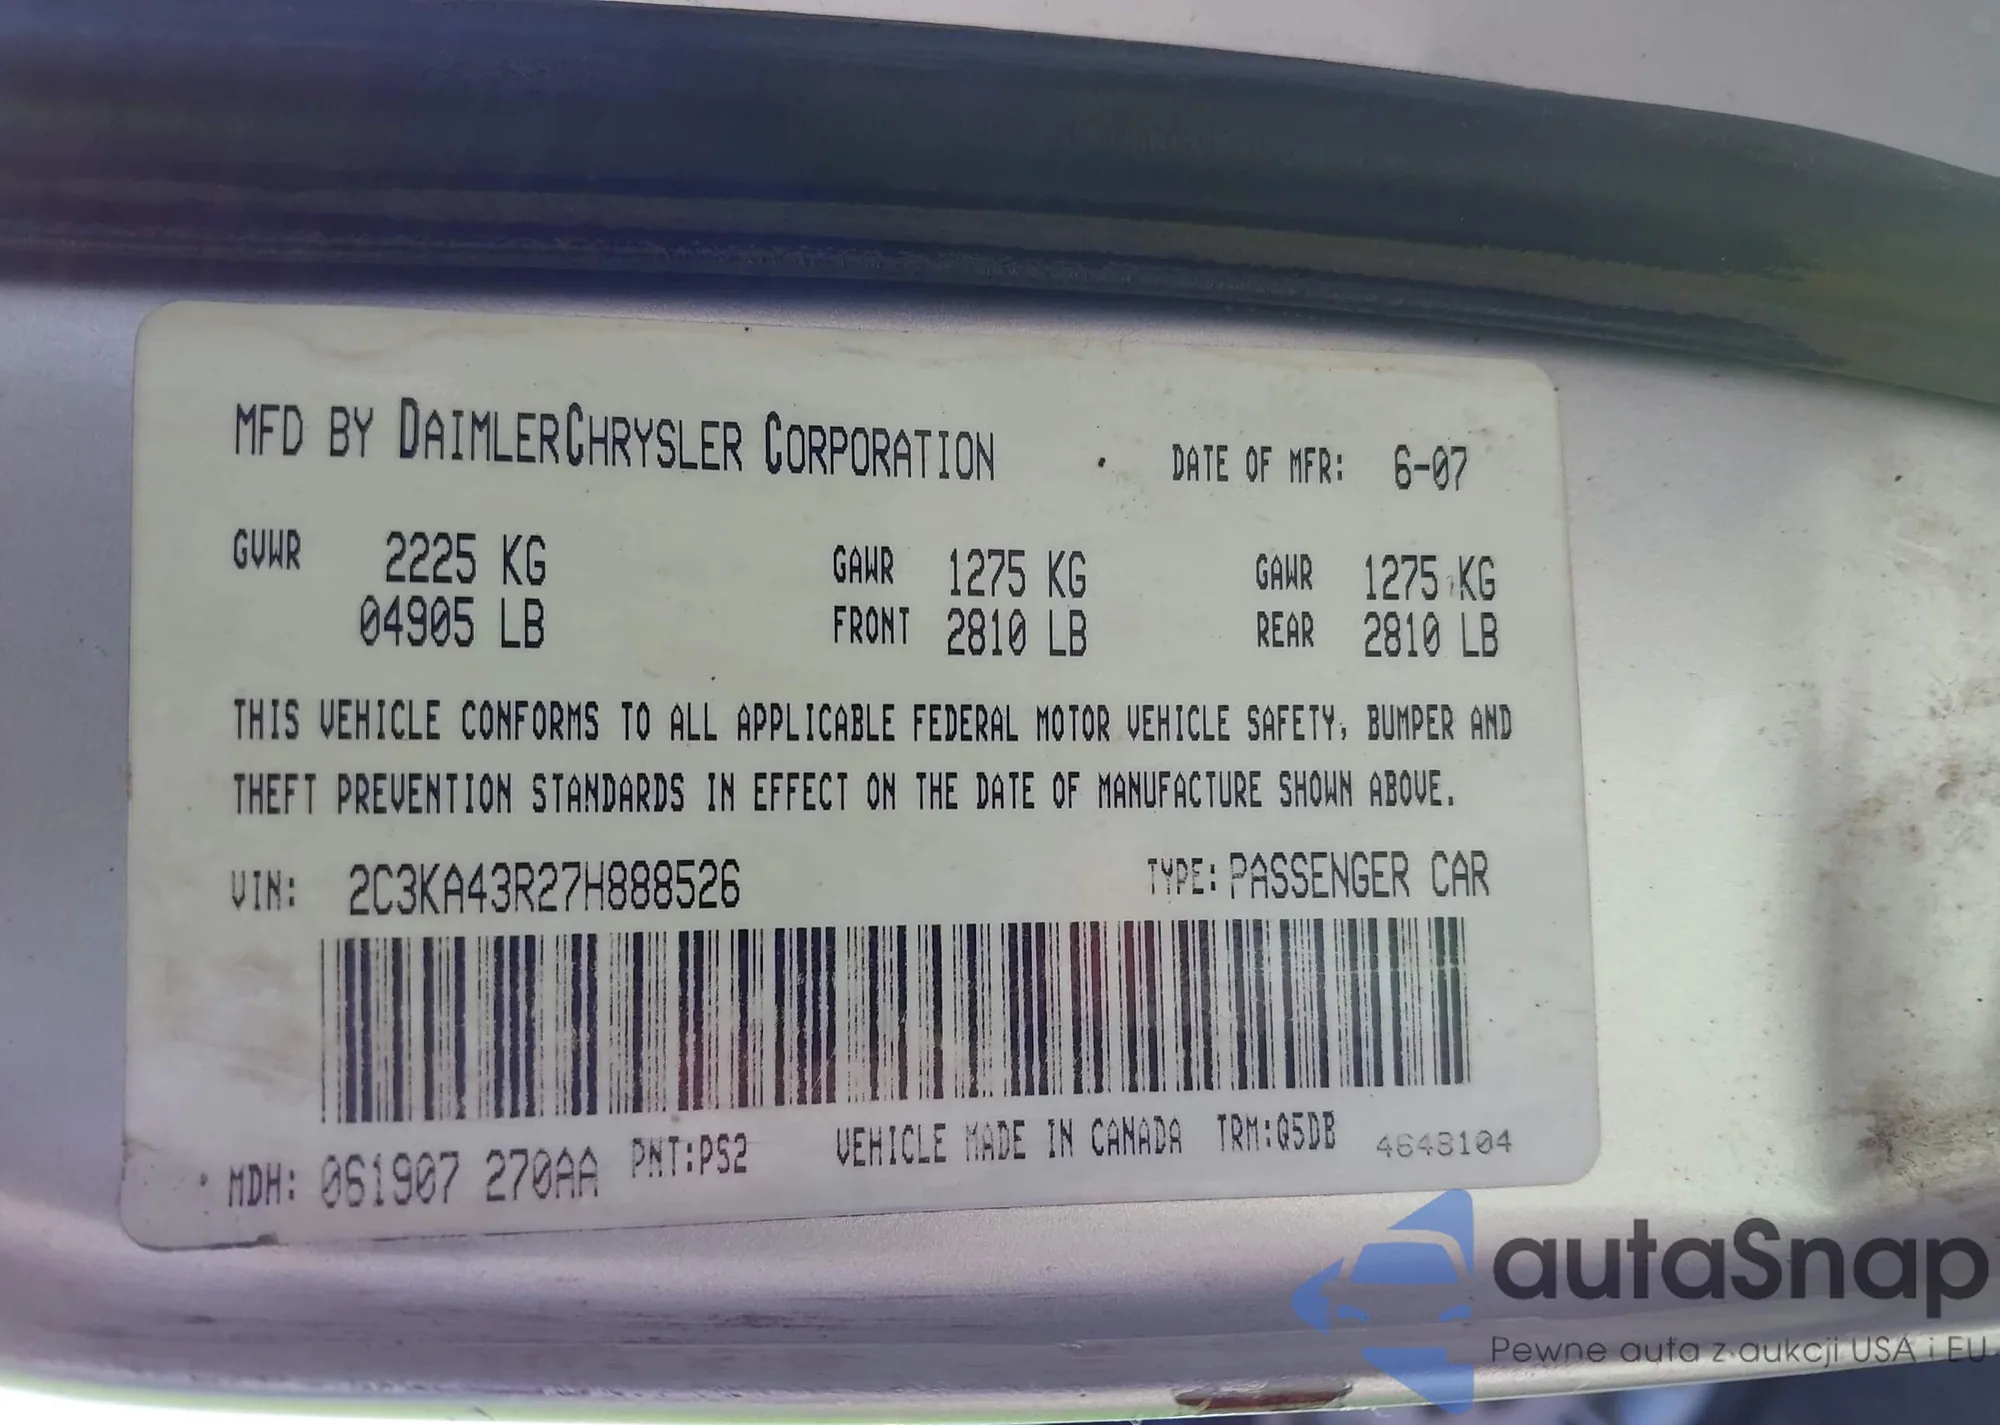 MFD BY DAIMLERCHRYSLER CORPORATION DATE OF MFR: 6-07
GVWR 2225 KG GAWR 1275 KG GAWR 1275 KG
04905 LB FRONT 2810 LB REAR 2810 LB
THIS VEHICLE CONFORMS TO ALL APPLICABLE FEDERAL MOTOR VEHICLE SAFETY, BUMPER AND
THEFT PREVENTION STANDARDS IN EFFECT ON THE DATE OF MANUFACTURE SHOWN ABOVE.
VIN: 2C3KA43R27H888526 TYPE: PASSENGER CAR
MDH: 061907 270AA PNT:PS2 VEHICLE MADE IN CANADA TRM:Q5DB 4648104
autaSnap
Pewne auta z aukcji USA i EU